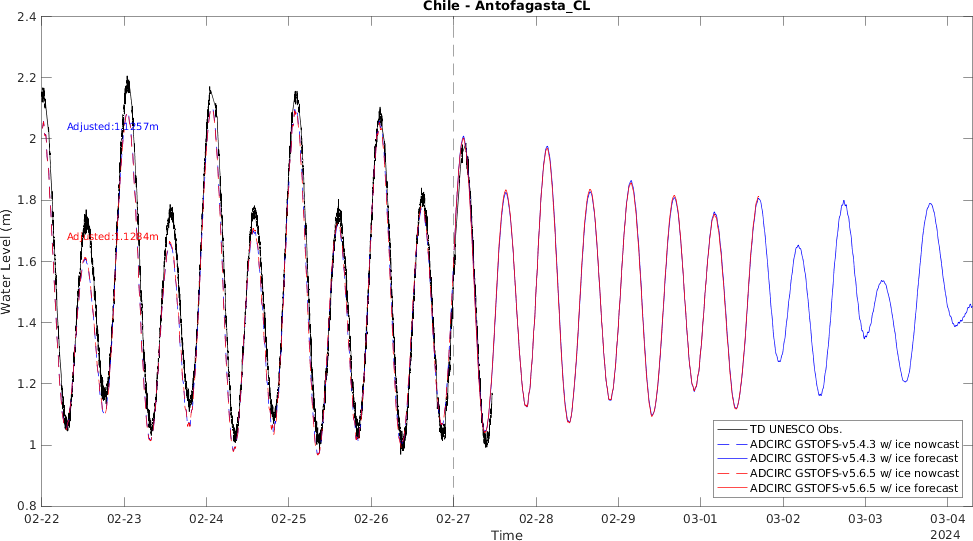 Chile - Antofagasta_CL
2.4
2.2
2
1.8
1.6
1.4
1.2
1
0.8
Water Level (m)
Adjusted:1.1257m
Adjusted:1.1284m
TD UNESCO Obs.
ADCIRC GSTOFS-v5.4.3 w/ ice nowcast
ADCIRC GSTOFS-v5.4.3 w/ ice forecast
ADCIRC GSTOFS-v5.6.5 w/ ice nowcast
ADCIRC GSTOFS-v5.6.5 w/ ice forecast
02-22 02-23 02-24 02-25 02-26 02-27 02-28 02-29 03-01 03-02 03-03 03-04
Time
2024